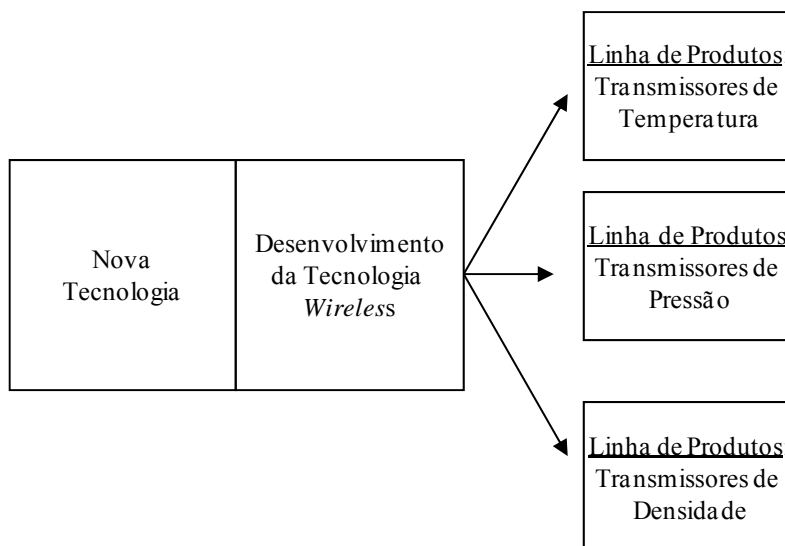 Nova
Tecnologia
Desenvolvimento
da Tecnologia
Wireless
Linha de Produtos:
Transmissores de
Temperatura
Linha de Produtos
Transmissores de
Pressão
Linha de Produtos:
Transmissores de
Densidade